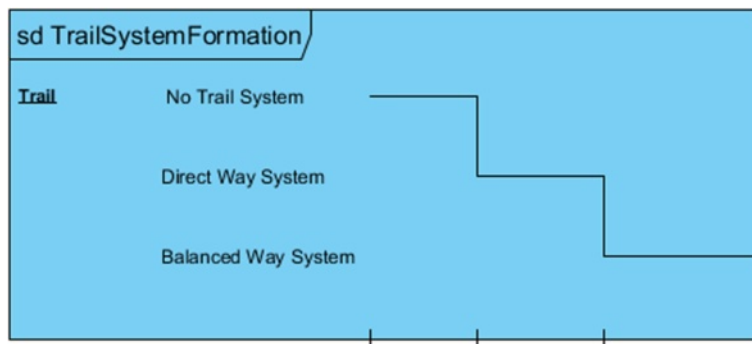 sd TrailSystemFormation
Trail
No Trail System
Direct Way System
Balanced Way System